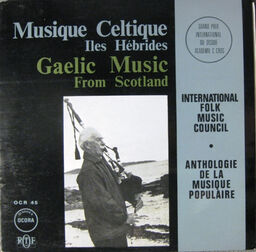 Musique Celtique
Iles Hébrides
Gaelic Music
From Scotland
GRAND PRIX
INTERNATIONAL
DU DISQUE
ACADEMIE C. CROS
INTERNATIONAL
FOLK
MUSIC
COUNCIL
•
ANTHOLOGIE
DE LA
MUSIQUE
POPULAIRE
OCR 45
OCORA